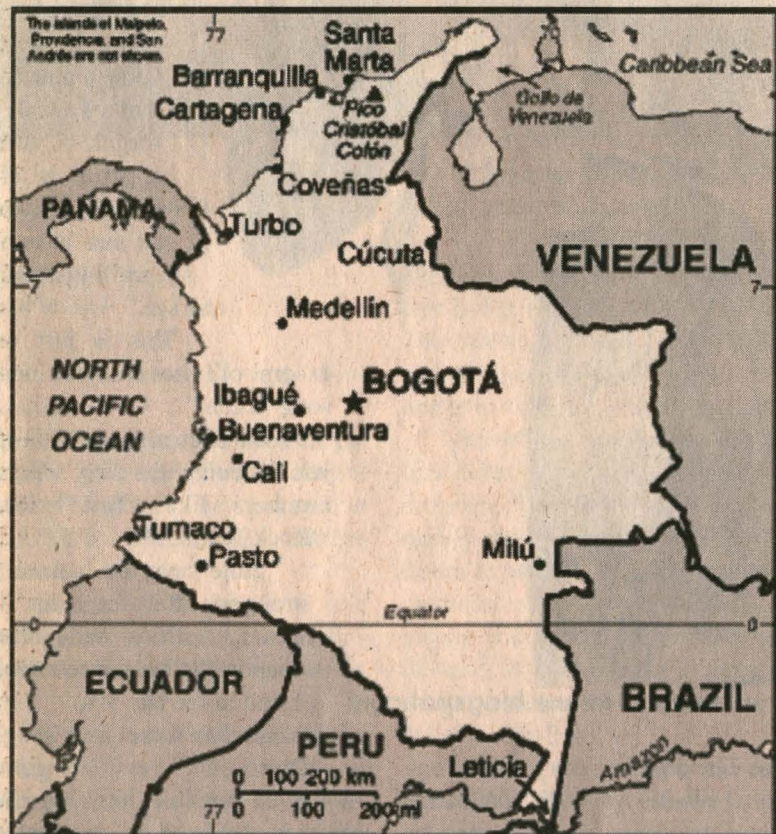 The islands of Malpelo,
Providencia, and San
Andrés are not shown.
77
70
Santa
Marta
Caribbean Sea
Barranquilla
Cartagena
Pico
Cristóbal
Colón
Golfo de
Venezuela
Coveñas
PANAMA
Turbo
Cúcuta
VENEZUELA
7
7
Medellín
NORTH
PACIFIC
OCEAN
BOGOTÁ
Ibagué
Buenaventura
Cali
Tumaco
Pasto
Mitú
Equator
0
0
ECUADOR
BRAZIL
PERU
Leticia
Amazon
0 100 200 km
0 100 200 mi
77